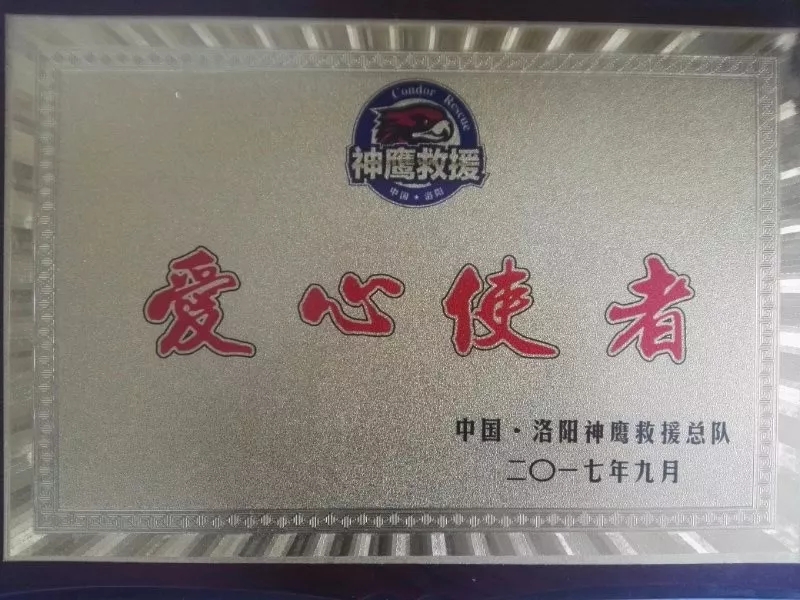 Condor Rescue
神鹰救援
中国★洛阳
爱心使者
中国·洛阳神鹰救援总队
二〇一七年九月